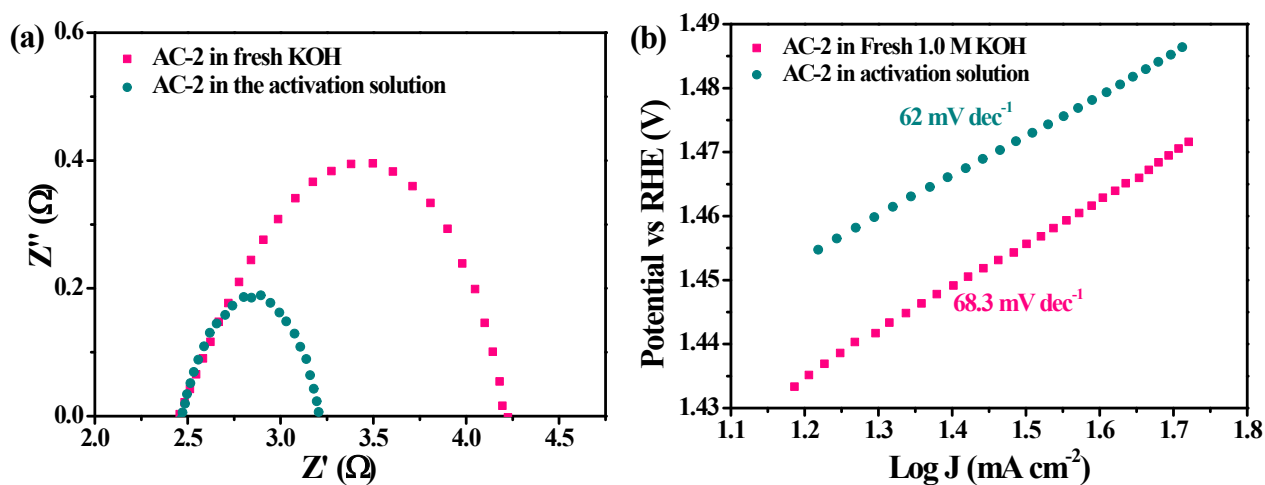 (a)
AC-2 in fresh KOH
AC-2 in the activation solution
Z'' (Ω)
0.6
0.4
0.2
0.0
2.0 2.5 3.0 3.5 4.0 4.5
Z' (Ω)
(b)
AC-2 in Fresh 1.0 M KOH
AC-2 in activation solution
62 mV dec⁻¹
68.3 mV dec⁻¹
Potential vs RHE (V)
1.49
1.48
1.47
1.46
1.45
1.44
1.43
1.1 1.2 1.3 1.4 1.5 1.6 1.7 1.8
Log J (mA cm⁻²)